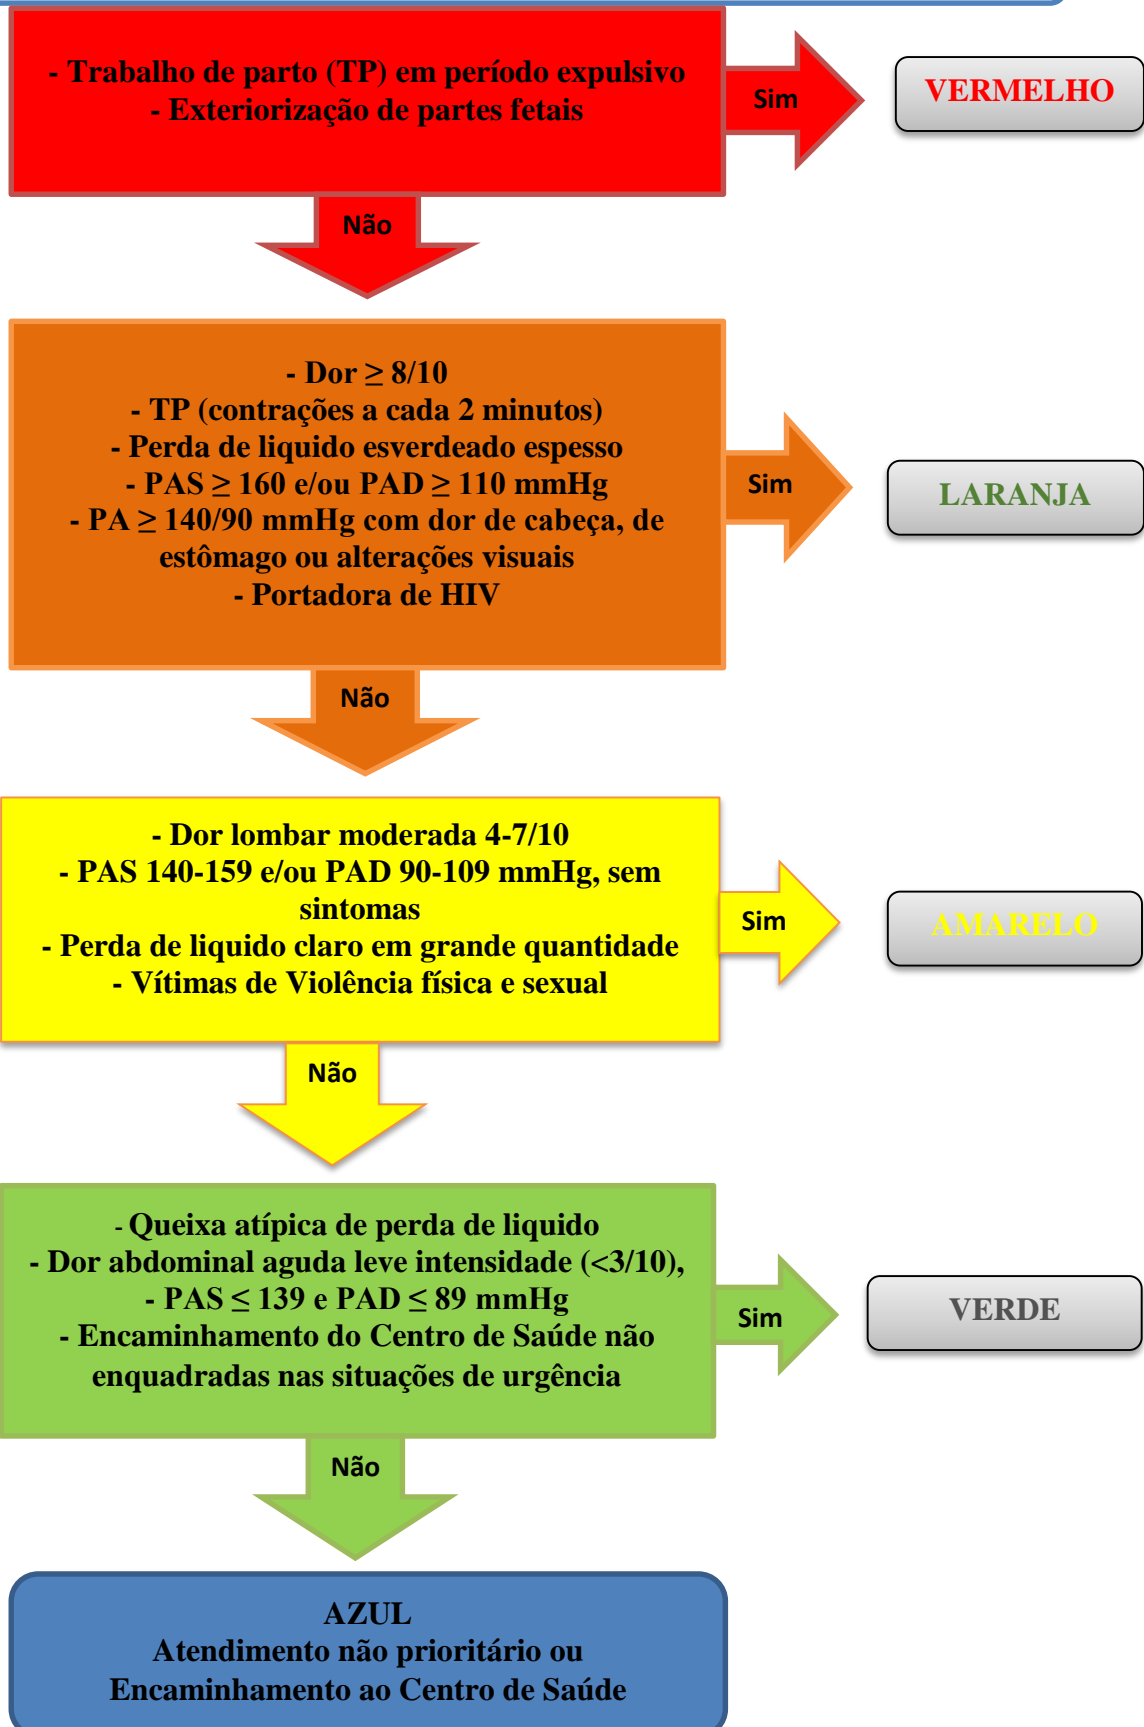 - Trabalho de parto (TP) em período expulsivo
- Exteriorização de partes fetais
Sim
VERMELHO
Não
- Dor ≥ 8/10
- TP (contrações a cada 2 minutos)
- Perda de liquido esverdeado espesso
- PAS ≥ 160 e/ou PAD ≥ 110 mmHg
- PA ≥ 140/90 mmHg com dor de cabeça, de
estômago ou alterações visuais
- Portadora de HIV
Sim
LARANJA
Não
- Dor lombar moderada 4-7/10
- PAS 140-159 e/ou PAD 90-109 mmHg, sem
sintomas
- Perda de liquido claro em grande quantidade
- Vítimas de Violência física e sexual
Sim
AMARELO
Não
- Queixa atípica de perda de liquido
- Dor abdominal aguda leve intensidade (<3/10),
- PAS ≤ 139 e PAD ≤ 89 mmHg
- Encaminhamento do Centro de Saúde não
enquadradas nas situações de urgência
Sim
VERDE
Não
AZUL
Atendimento não prioritário ou
Encaminhamento ao Centro de Saúde